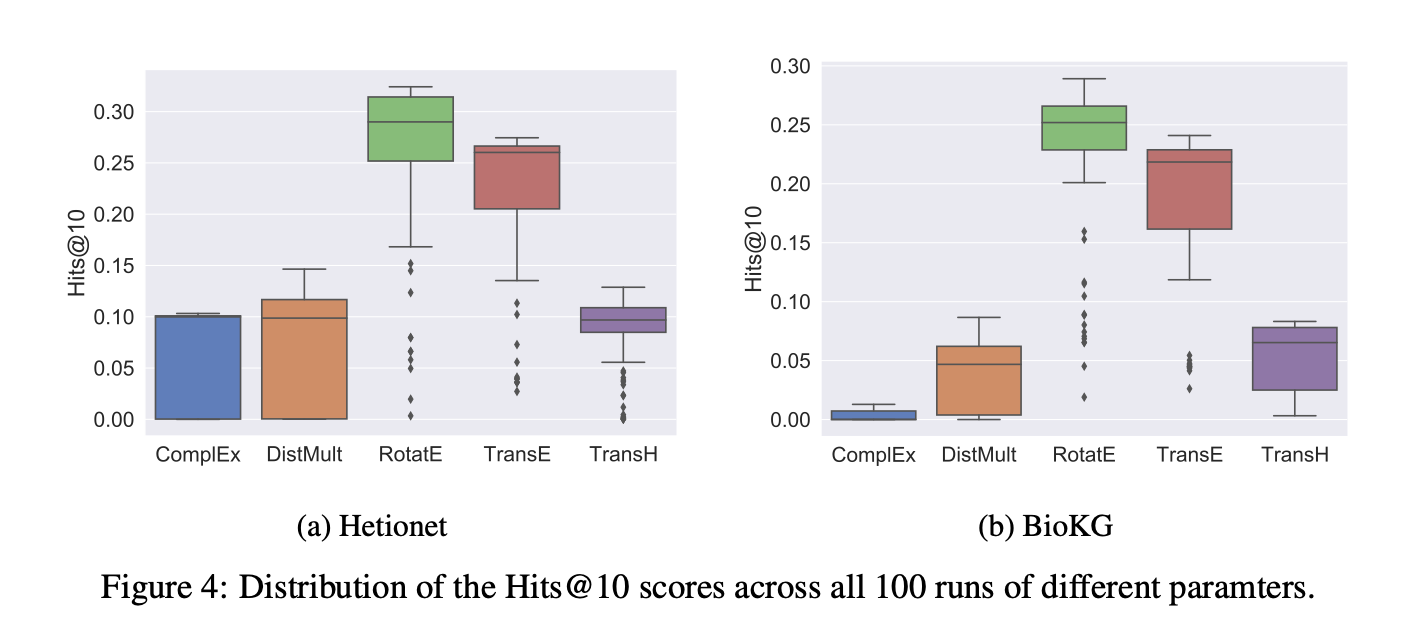 Hits@10
0.30
0.25
0.20
0.15
0.10
0.05
0.00
ComplEx DistMult RotatE TransE TransH
(a) Hetionet
Hits@10
0.30
0.25
0.20
0.15
0.10
0.05
0.00
ComplEx DistMult RotatE TransE TransH
(b) BioKG
Figure 4: Distribution of the Hits@10 scores across all 100 runs of different paramters.